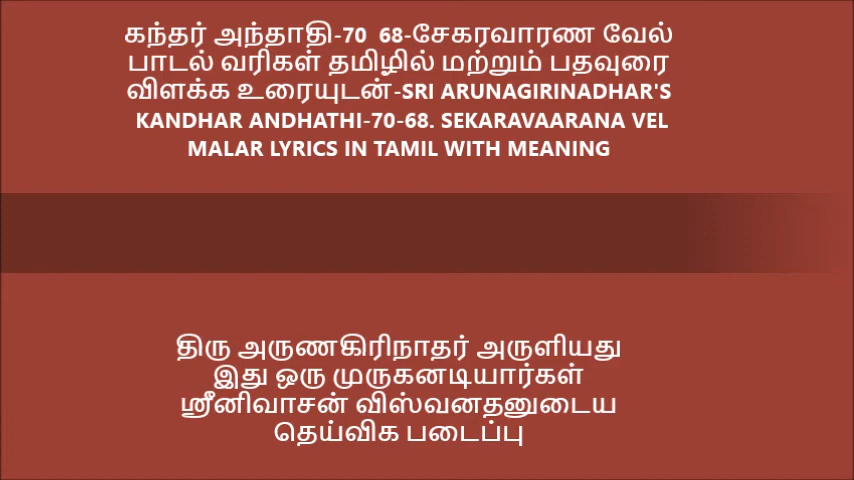 கந்தர் அந்தாதி-70 68-சேகரவாரண வேல்
பாடல் வரிகள் தமிழில் மற்றும் பதவுரை
விளக்க உரையுடன்-SRI ARUNAGIRINADHAR'S
KANDHAR ANDHATHI-70-68. SEKARAVAARANA VEL
MALAR LYRICS IN TAMIL WITH MEANING
திரு அருணகிரிநாதர் அருளியது
இது ஒரு முருகனடியார்கள்
ஸ்ரீனிவாசன் விஸ்வனதனுடைய
தெய்விக படைப்பு